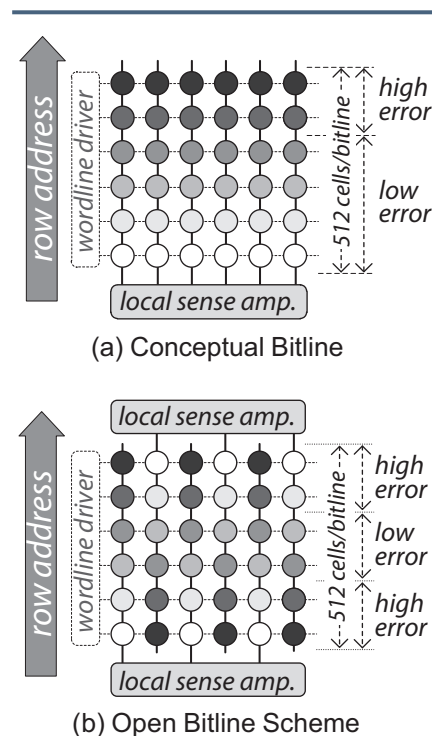 row address
wordline driver
512 cells/bitline
high
error
low
error
local sense amp.
(a) Conceptual Bitline
local sense amp.
row address
wordline driver
512 cells/bitline
high
error
low
error
high
error
local sense amp.
(b) Open Bitline Scheme